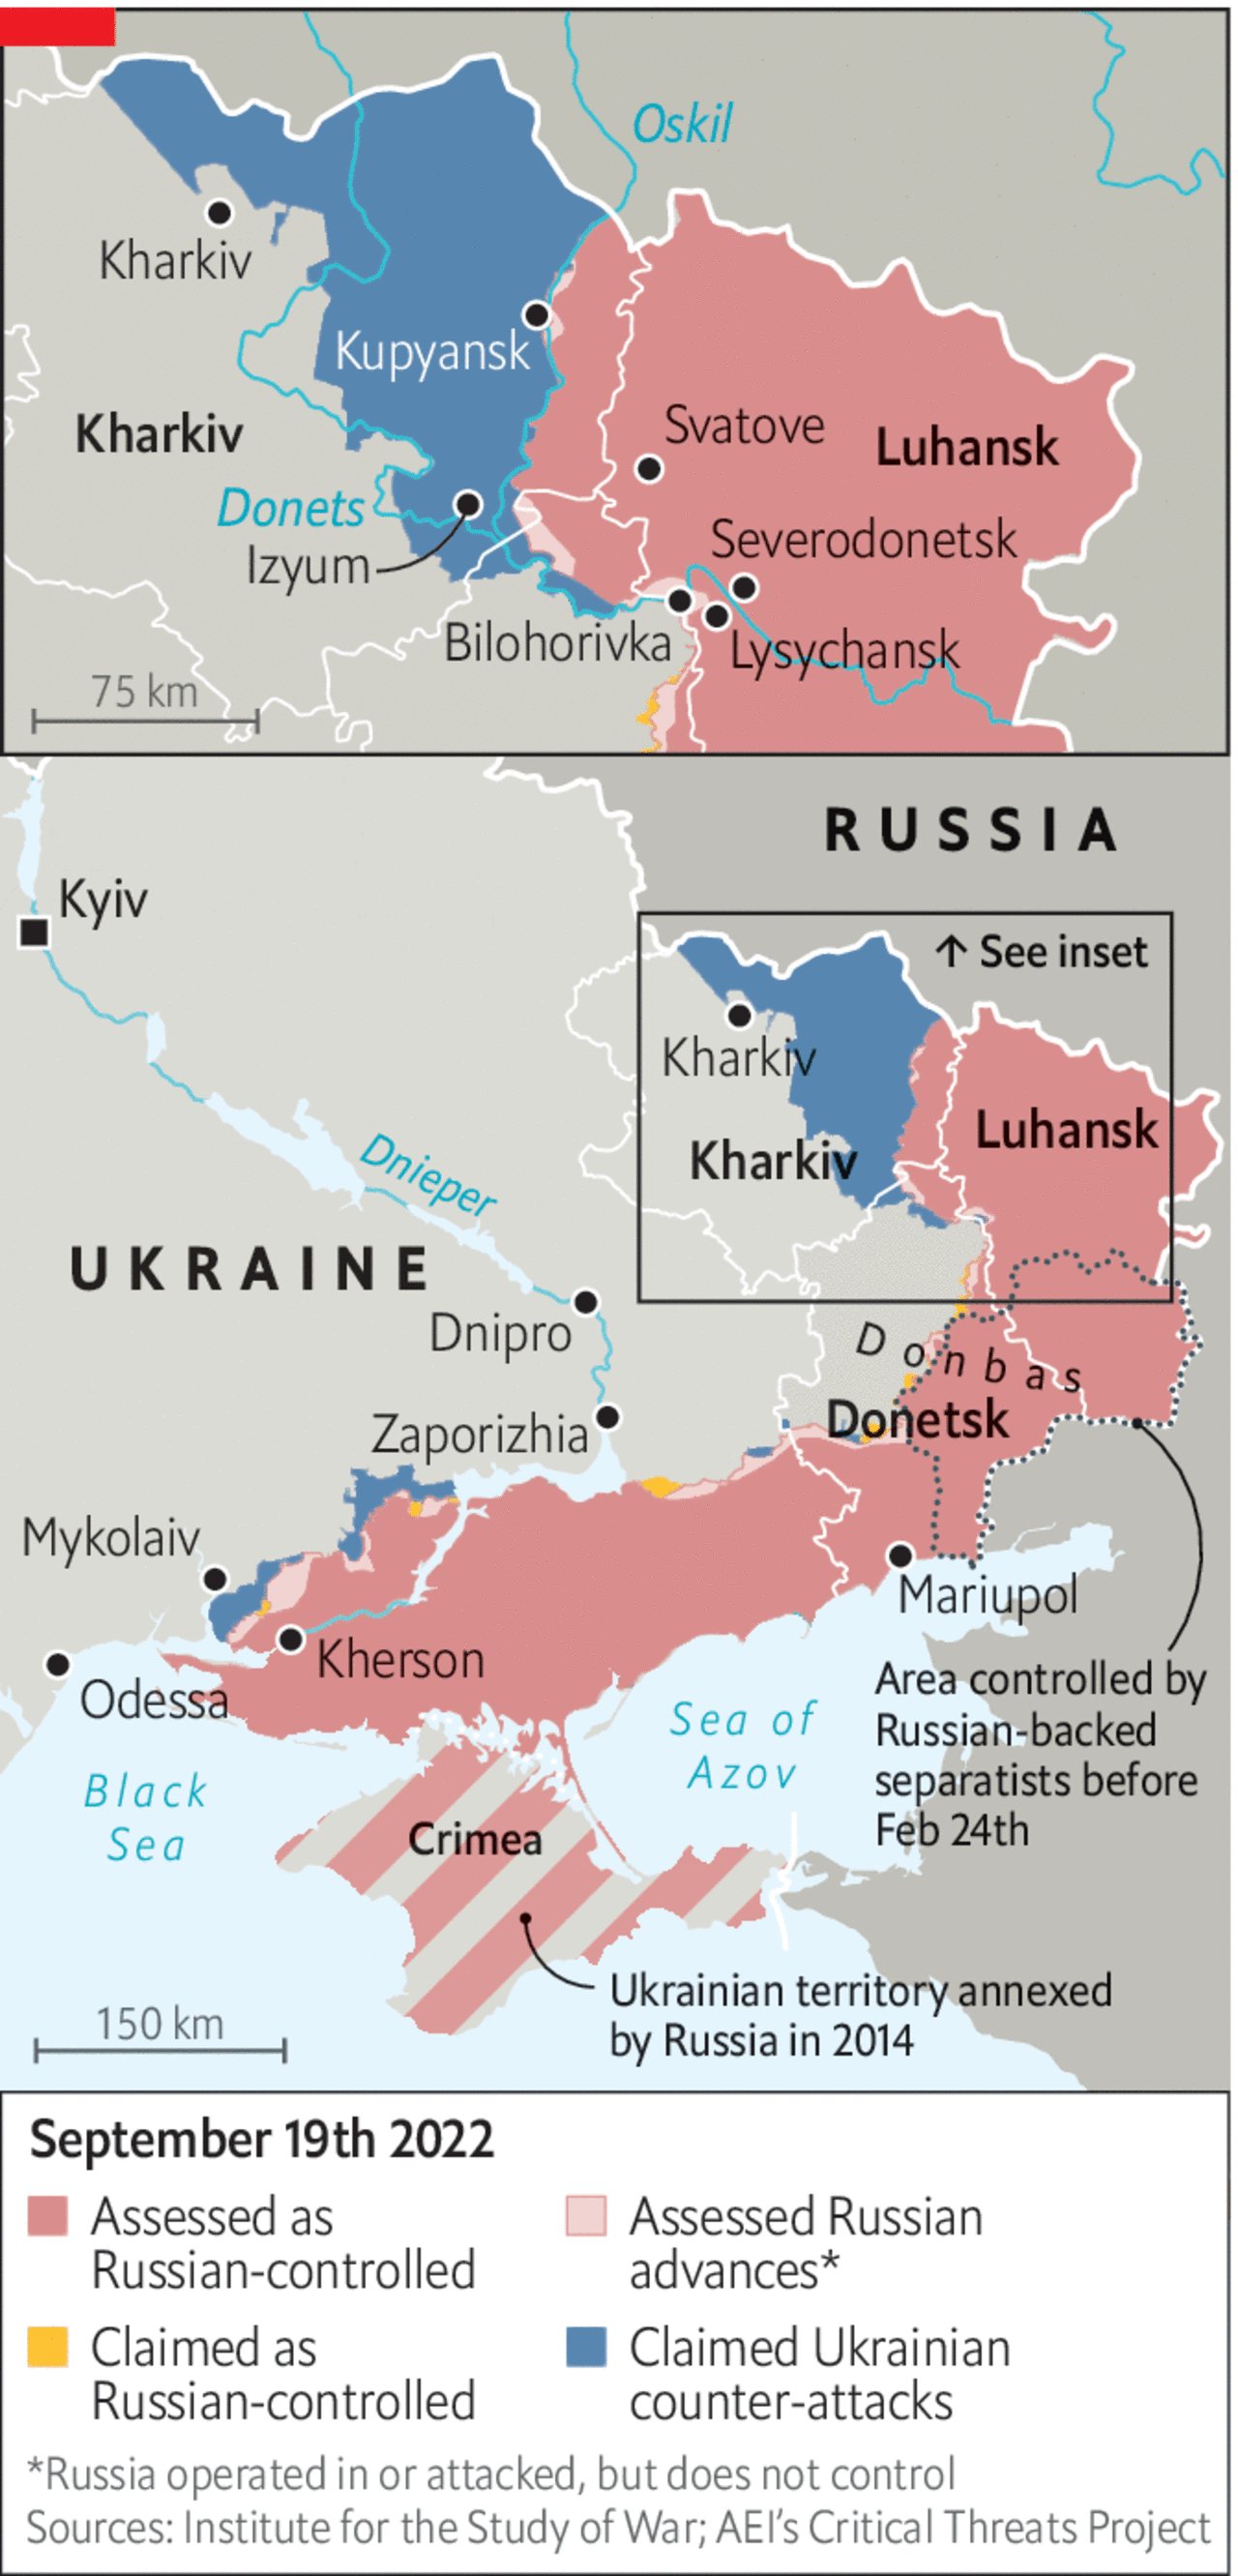 Oskil
Kharkiv
Kupyansk
Kharkiv
Svatove
Luhansk
Donets
Izyum
Severodonetsk
Bilohorivka
Lysychansk
75 km
RUSSIA
Kyiv
↑ See inset
Kharkiv
Luhansk
Kharkiv
Dnieper
UKRAINE
Dnipro
Donbas
Zaporizhia
Donetsk
Mykolaiv
Mariupol
Kherson
Odessa
Area controlled by
Russian-backed
separatists before
Feb 24th
Sea of
Azov
Black
Sea
Crimea
Ukrainian territory annexed
by Russia in 2014
150 km
September 19th 2022
Assessed as
Russian-controlled
Assessed Russian
advances*
Claimed as
Russian-controlled
Claimed Ukrainian
counter-attacks
*Russia operated in or attacked, but does not control
Sources: Institute for the Study of War; AEI’s Critical Threats Project